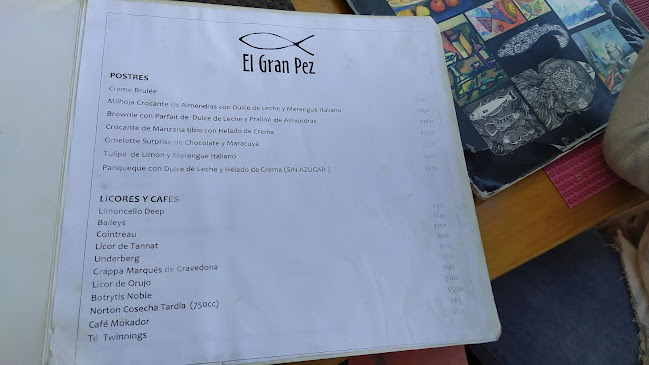 El Gran Pez
POSTRES
Creme Brulée
Milhoja Crocante de Almendras con Dulce de Leche y Merengue Italiano
Brownie con Parfait de Dulce de Leche y Praliné de Almendras
Crocante de Manzana tibio con Helado de Crema
Omelette Surprise de Chocolate y Maracuyá
Tulipa de Limon y Merengue Italiano
Panqueque con Dulce de Leche y Helado de Crema (SIN AZUCAR )
LICORES Y CAFES
Limoncello Deep
Baileys
Cointreau
Licor de Tannat
Underberg
Grappa Marqués de Gravedona
Licor de Orujo
Botrytis Noble
Norton Cosecha Tardía (750cc) $390
Café Mokador
Té Twinnings